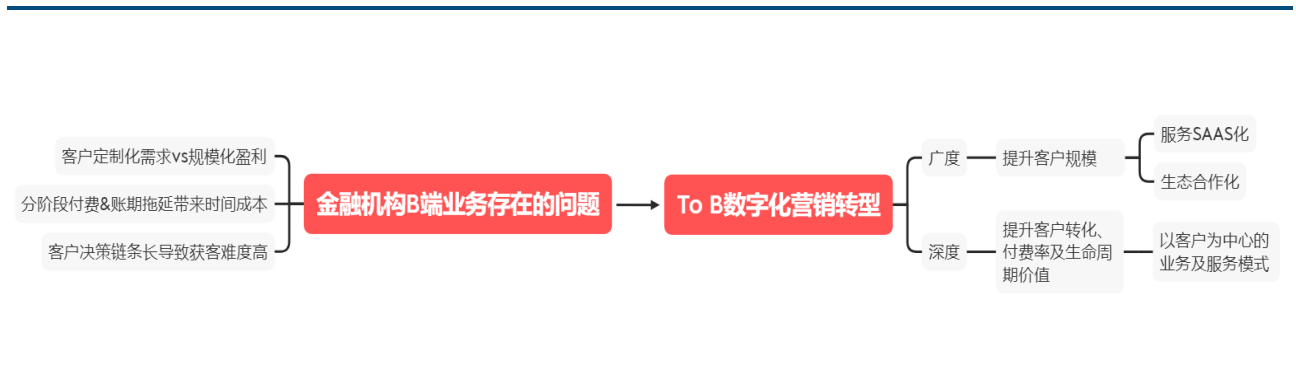 客户定制化需求vs规模化盈利
分阶段付费&账期拖延带来时间成本
客户决策链条长导致获客难度高
金融机构B端业务存在的问题
To B数字化营销转型
广度
提升客户规模
服务SAAS化
生态合作化
深度
提升客户转化、
付费率及生命周
期价值
以客户为中心的
业务及服务模式